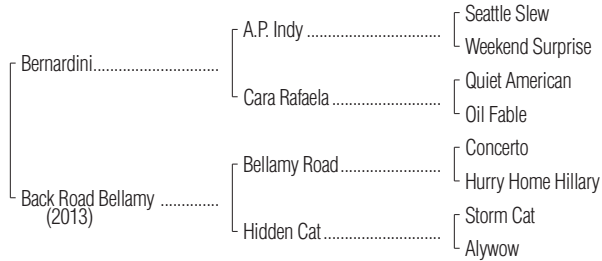 Seattle Slew
A.P. Indy ................................
Weekend Surprise
Bernardini..............................
Quiet American
Cara Rafaela ..........................
Oil Fable
Concerto
Bellamy Road ........................
Hurry Home Hillary
Back Road Bellamy ..............
(2013)
Storm Cat
Hidden Cat ............................
Alywow